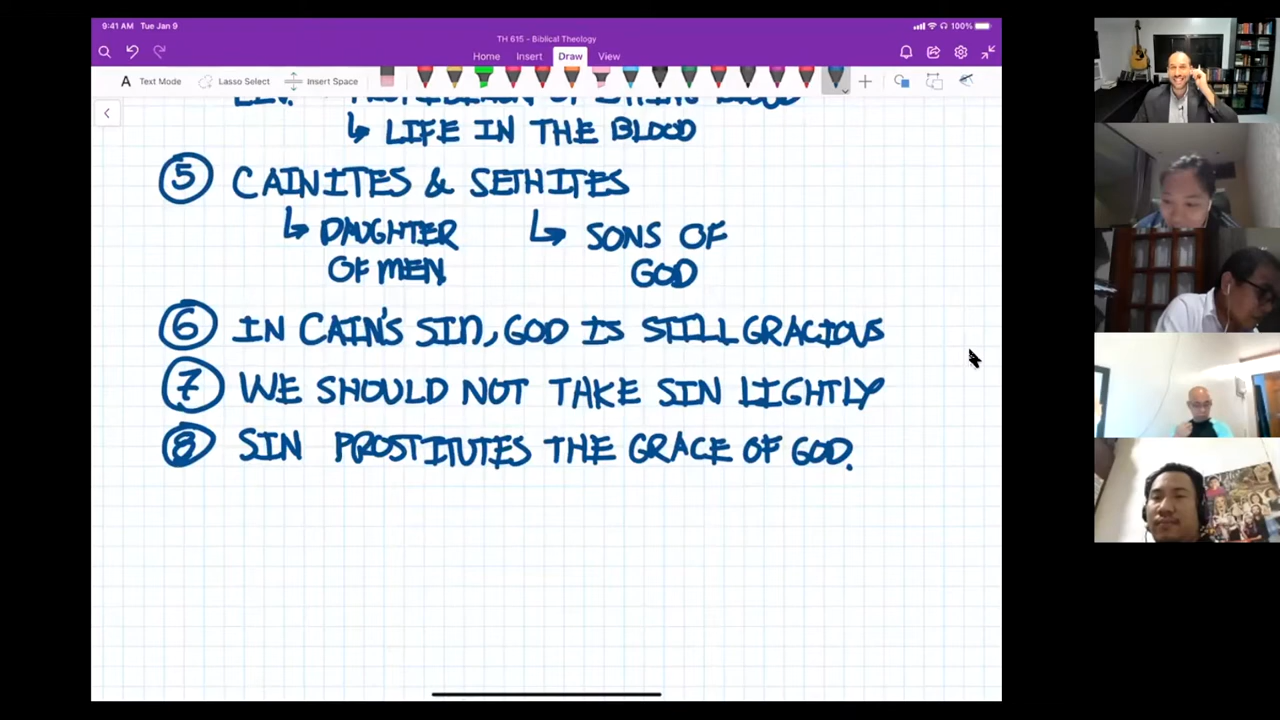 9:41 AM Tue Jan 9
100%
TH 615 - Biblical Theology
Home Insert Draw View
Text Mode Lasso Select Insert Space
LIFE IN THE BLOOD
5 CAINITES & SETHITES
DAUGHTER SONS OF
OF MEN. GOD
6 IN CAIN'S SIN, GOD IS STILL GRACIOUS
7 WE SHOULD NOT TAKE SIN LIGHTLY
8 SIN PROSTITUTES THE GRACE OF GOD.